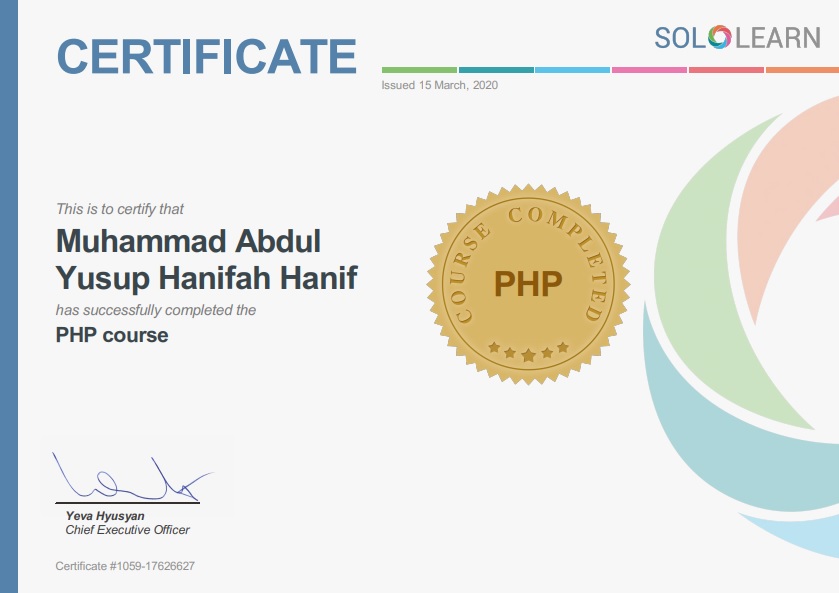 CERTIFICATE
SOLOLEARN
Issued 15 March, 2020
This is to certify that
Muhammad Abdul
Yusup Hanifah Hanif
has successfully completed the
PHP course
COURSE COMPLETED
PHP
Yeva Hyusyan
Chief Executive Officer
Certificate #1059-17626627